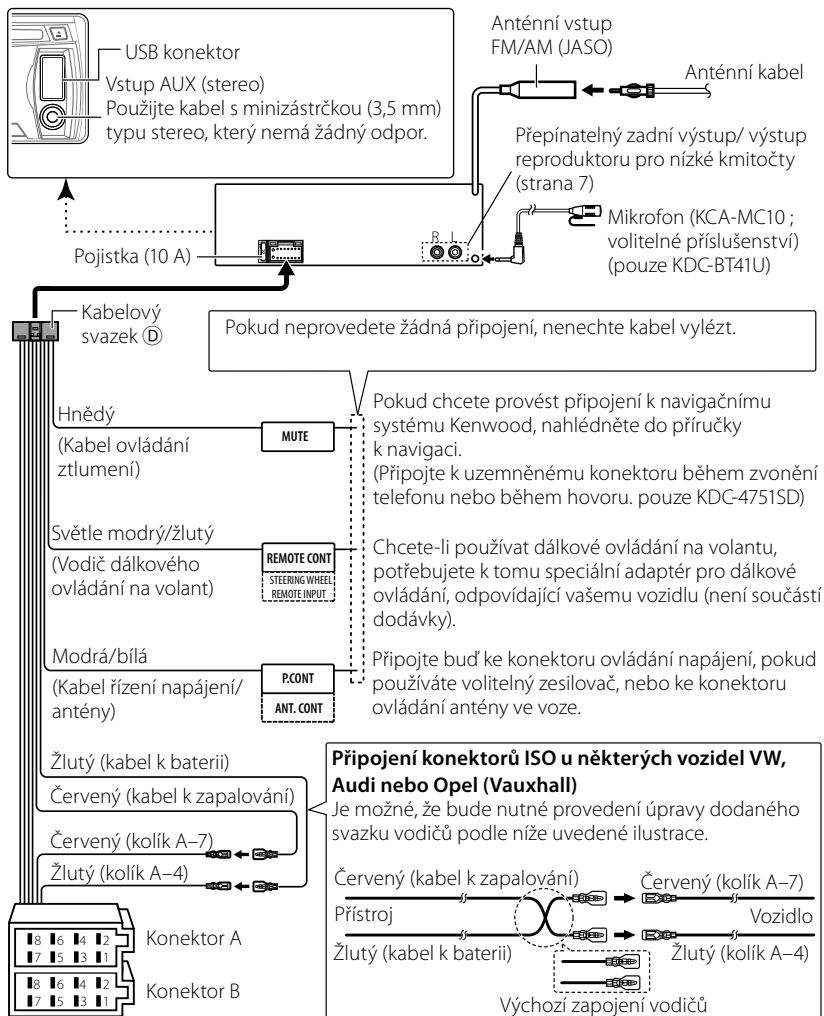 USB konektor
Vstup AUX (stereo)
Použijte kabel s minizástrčkou (3,5 mm)
typu stereo, který nemá žádný odpor.
Anténní vstup
FM/AM (JASO)
Anténní kabel
Přepínatelný zadní výstup/ výstup
reproduktoru pro nízké kmitočty
(strana 7)
R L
Mikrofon (KCA-MC10 ;
volitelné příslušenství)
(pouze KDC-BT41U)
Pojistka (10 A)
Kabelový
svazek Ⓓ
Pokud neprovedete žádná připojení, nenechte kabel vylézt.
Hnědý
(Kabel ovládání
ztlumení)
MUTE
Pokud chcete provést připojení k navigačnímu
systému Kenwood, nahlédněte do příručky
k navigaci.
(Připojte k uzemněnému konektoru během zvonění
telefonu nebo během hovoru. pouze KDC-4751SD)
Světle modrý/žlutý
(Vodič dálkového
ovládání na volant)
REMOTE CONT
STEERING WHEEL
REMOTE INPUT
Chcete-li používat dálkové ovládání na volantu,
potřebujete k tomu speciální adaptér pro dálkové
ovládání, odpovídající vašemu vozidlu (není součástí
dodávky).
Modrá/bílá
(Kabel řízení napájení/
antény)
P.CONT
ANT. CONT
Připojte buď ke konektoru ovládání napájení, pokud
používáte volitelný zesilovač, nebo ke konektoru
ovládání antény ve voze.
Žlutý (kabel k baterii)
Červený (kabel k zapalování)
Červený (kolík A–7)
Žlutý (kolík A–4)
Připojení konektorů ISO u některých vozidel VW,
Audi nebo Opel (Vauxhall)
Je možné, že bude nutné provedení úpravy dodaného
svazku vodičů podle níže uvedené ilustrace.
Červený (kabel k zapalování)
Červený (kolík A–7)
Přístroj
Vozidlo
Žlutý (kabel k baterii)
Žlutý (kolík A–4)
Výchozí zapojení vodičů
8 6 4 2
7 5 3 1
Konektor A
8 6 4 2
7 5 3 1
Konektor B